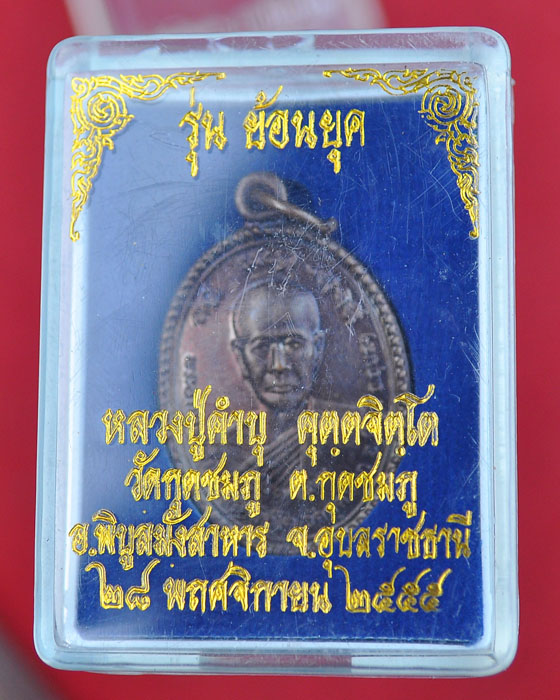 รุ่น ย้อนยุค
หลวงปู่คำบุ คุตฺตจิตฺโต
วัดกุดชมภู ต.กุดชมภู
อ.พิบูลมังสาหาร จ.อุบลราชธานี
๒๘ พฤศจิกายน ๒๕๕๕